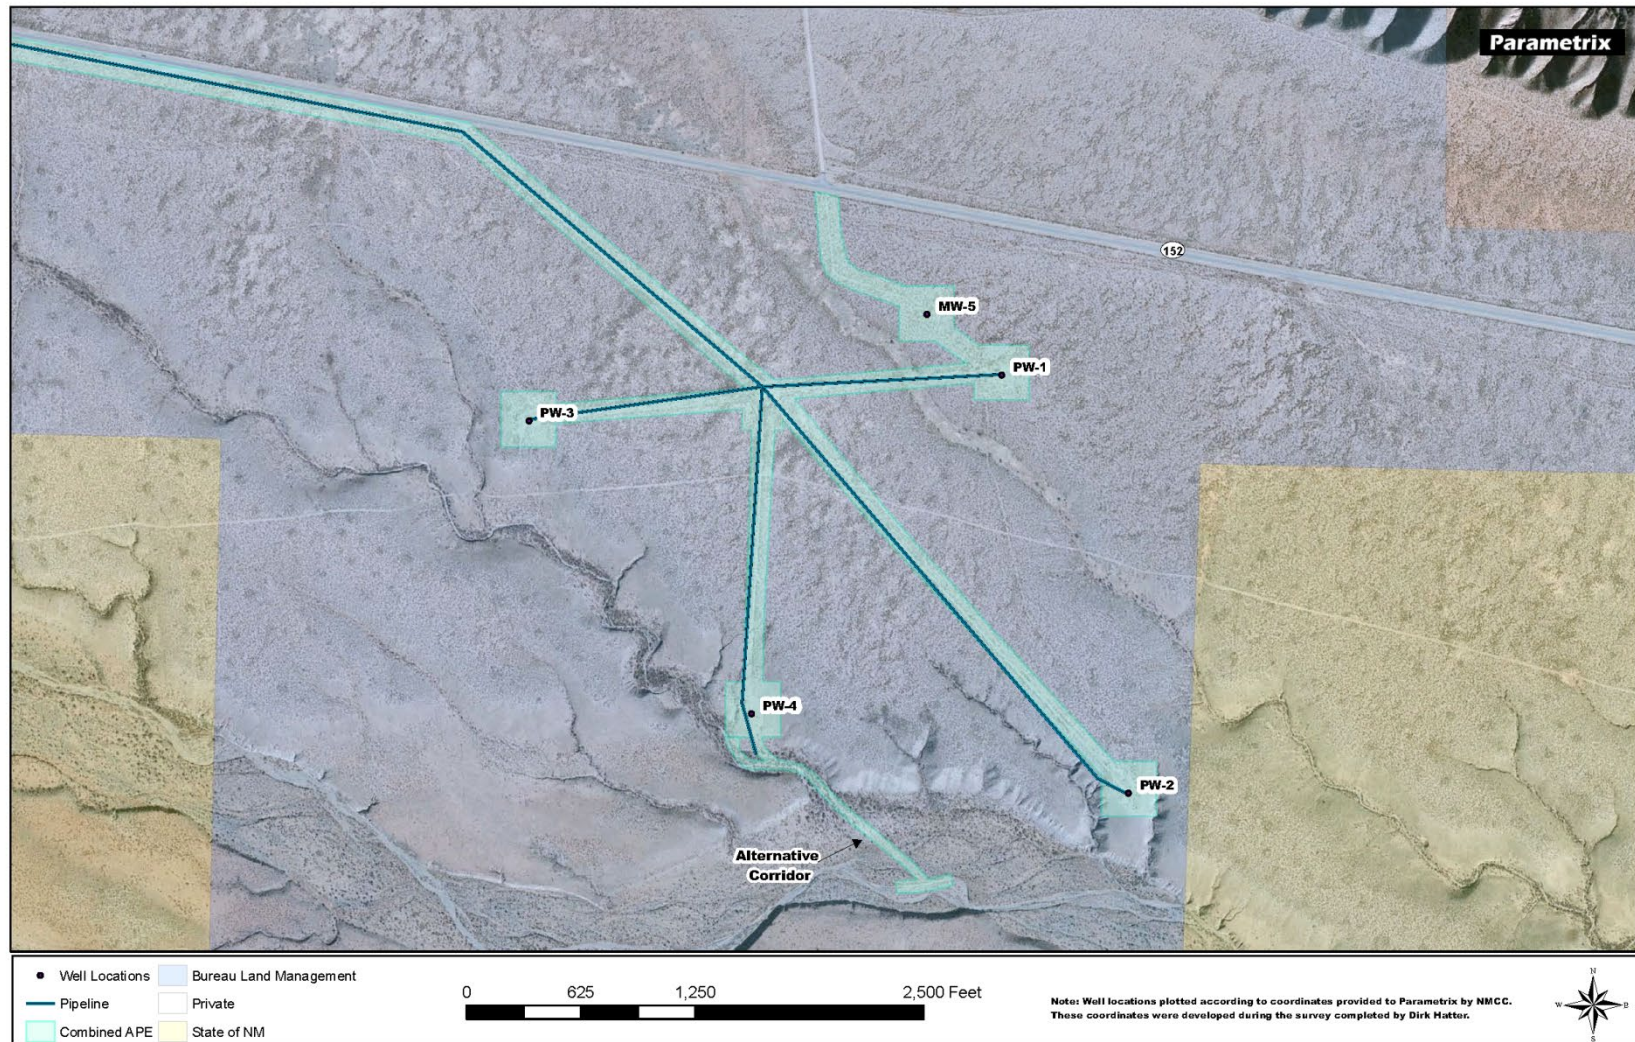 Parametrix
152
MW-5
PW-1
PW-3
PW-4
PW-2
Alternative
Corridor
Well Locations
Pipeline
Combined APE
Bureau Land Management
Private
State of NM
0 625 1,250 2,500 Feet
Note: Well locations plotted according to coordinates provided to Parametrix by NMCC.
These coordinates were developed during the survey completed by Dirk Hatter.
N
W
E
S